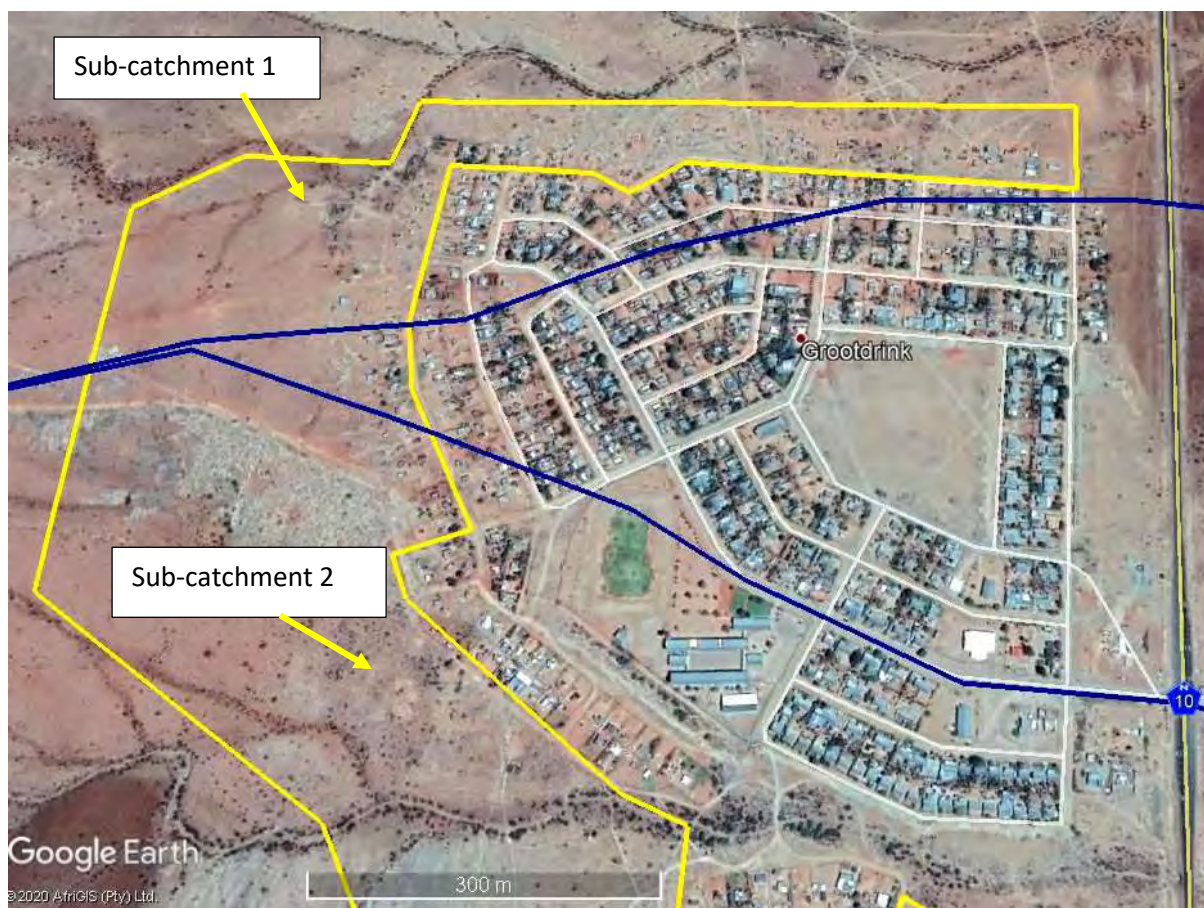 Sub-catchment 1
Grootdrink
Sub-catchment 2
N
10
Google Earth
300 m
©2020 AfriGIS (Pty) Ltd.